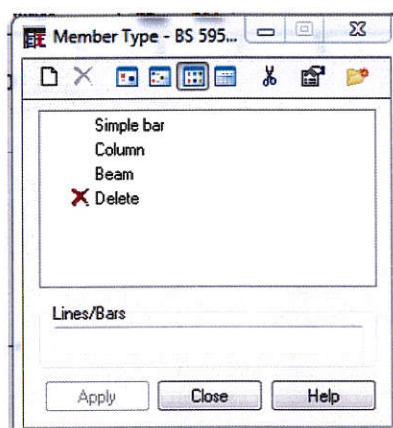 Member Type - BS 595...
Simple bar
Column
Beam
Delete
Lines/Bars
Apply
Close
Help